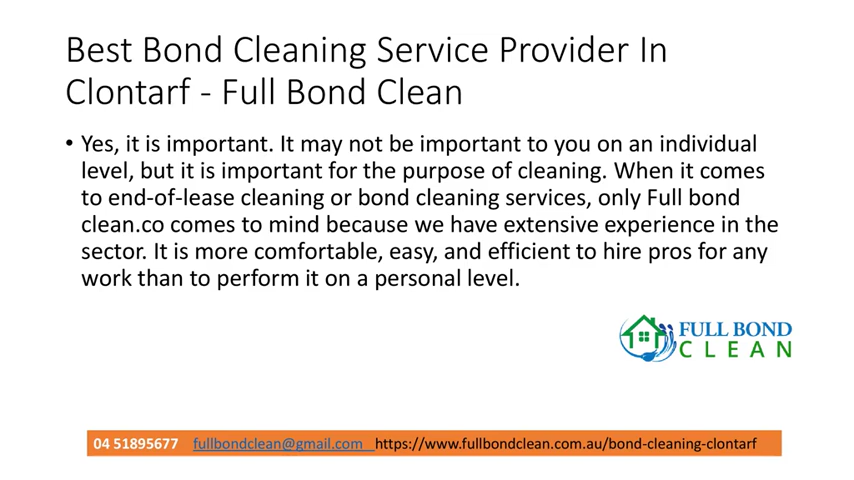 Best Bond Cleaning Service Provider In
Clontarf - Full Bond Clean
• Yes, it is important. It may not be important to you on an individual
level, but it is important for the purpose of cleaning. When it comes
to end-of-lease cleaning or bond cleaning services, only Full bond
clean.co comes to mind because we have extensive experience in the
sector. It is more comfortable, easy, and efficient to hire pros for any
work than to perform it on a personal level.
FULL BOND
CLEAN
04 51895677 fullbondclean@gmail.com https://www.fullbondclean.com.au/bond-cleaning-clontarf